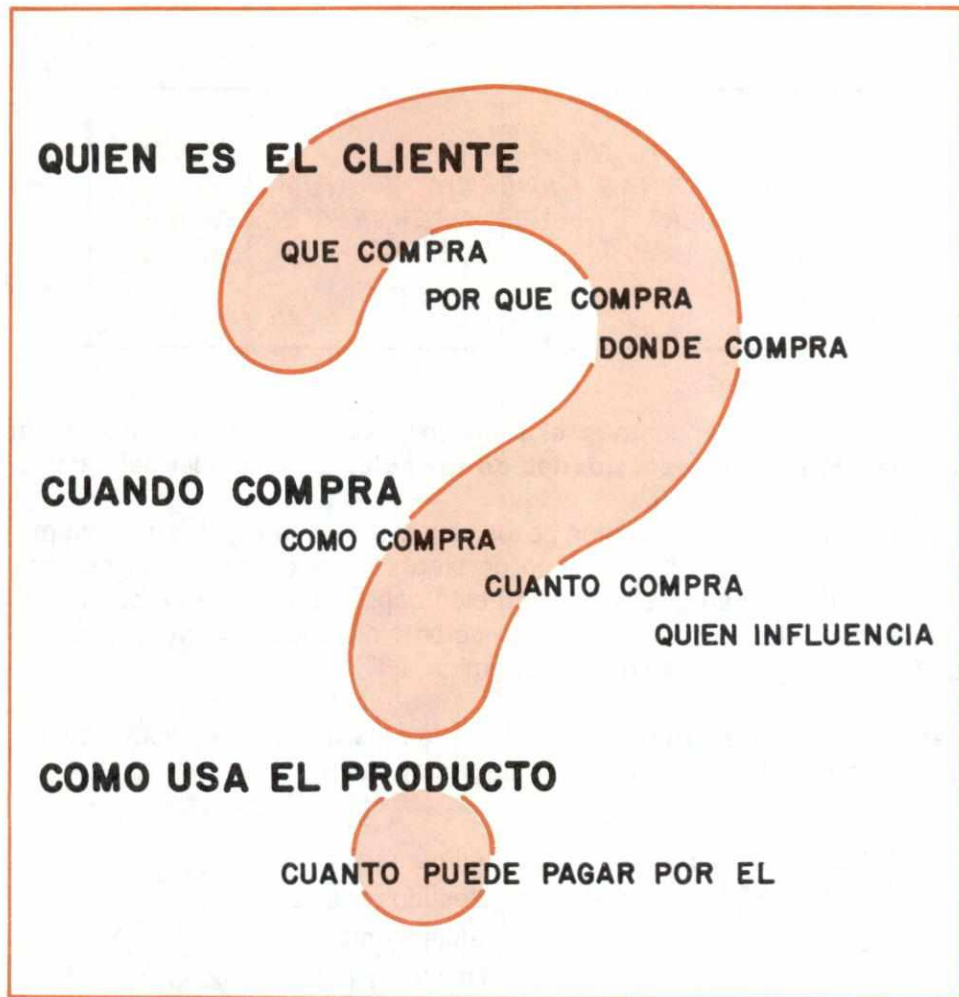 QUIEN ES EL CLIENTE
QUE COMPRA
POR QUE COMPRA
DONDE COMPRA
CUANDO COMPRA
COMO COMPRA
CUANTO COMPRA
QUIEN INFLUENCIA
COMO USA EL PRODUCTO
CUANTO PUEDE PAGAR POR EL